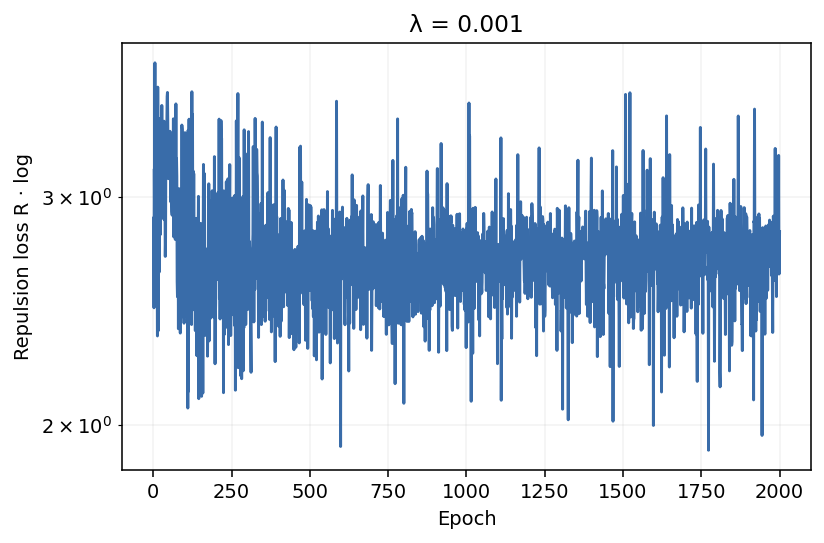 λ = 0.001
Repulsion loss R · log
3 × 10⁰
2 × 10⁰
0 250 500 750 1000 1250 1500 1750 2000
Epoch